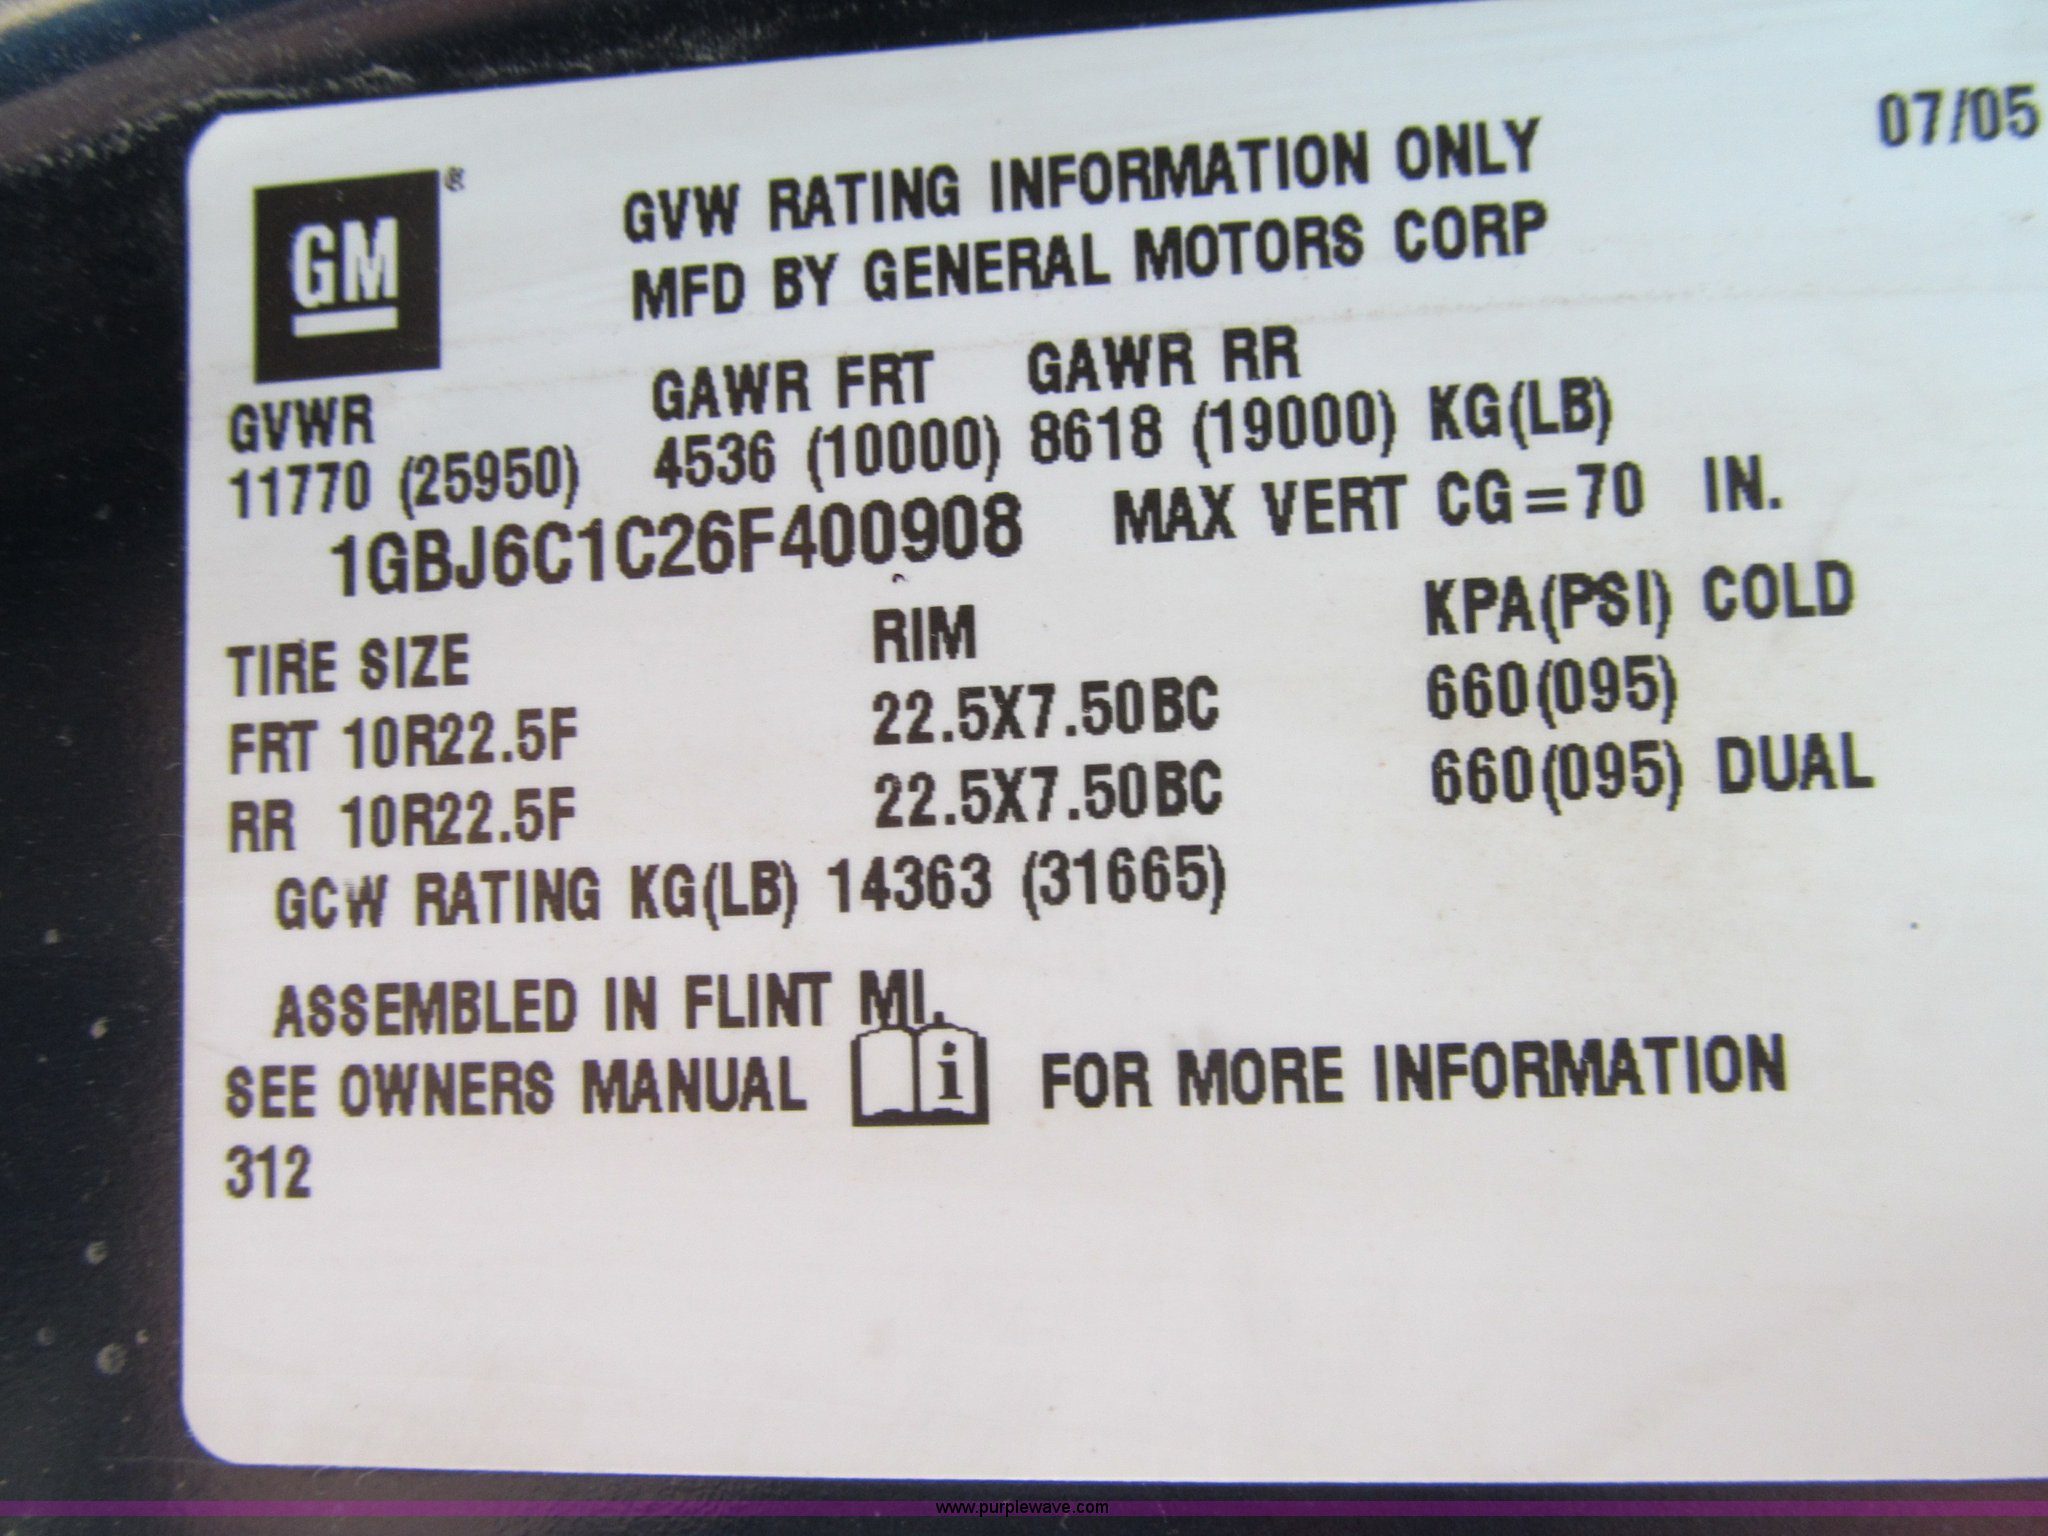 07/05
GM ®
GVW RATING INFORMATION ONLY
MFD BY GENERAL MOTORS CORP
GVWR GAWR FRT GAWR RR
11770 (25950) 4536 (10000) 8618 (19000) KG(LB)
1GBJ6C1C26F400908 MAX VERT CG=70 IN.
TIRE SIZE RIM KPA(PSI) COLD
FRT 10R22.5F 22.5X7.50BC 660(095)
RR 10R22.5F 22.5X7.50BC 660(095) DUAL
GCW RATING KG(LB) 14363 (31665)
ASSEMBLED IN FLINT MI.
SEE OWNERS MANUAL i FOR MORE INFORMATION
312
www.purplewave.com